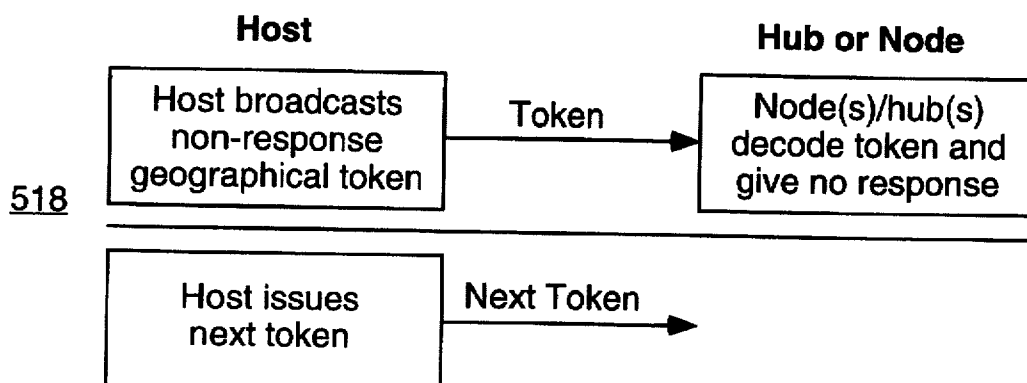 Host
Hub or Node
Host broadcasts
non-response
geographical token
Token
Node(s)/hub(s)
decode token and
give no response
518
Host issues
next token
Next Token